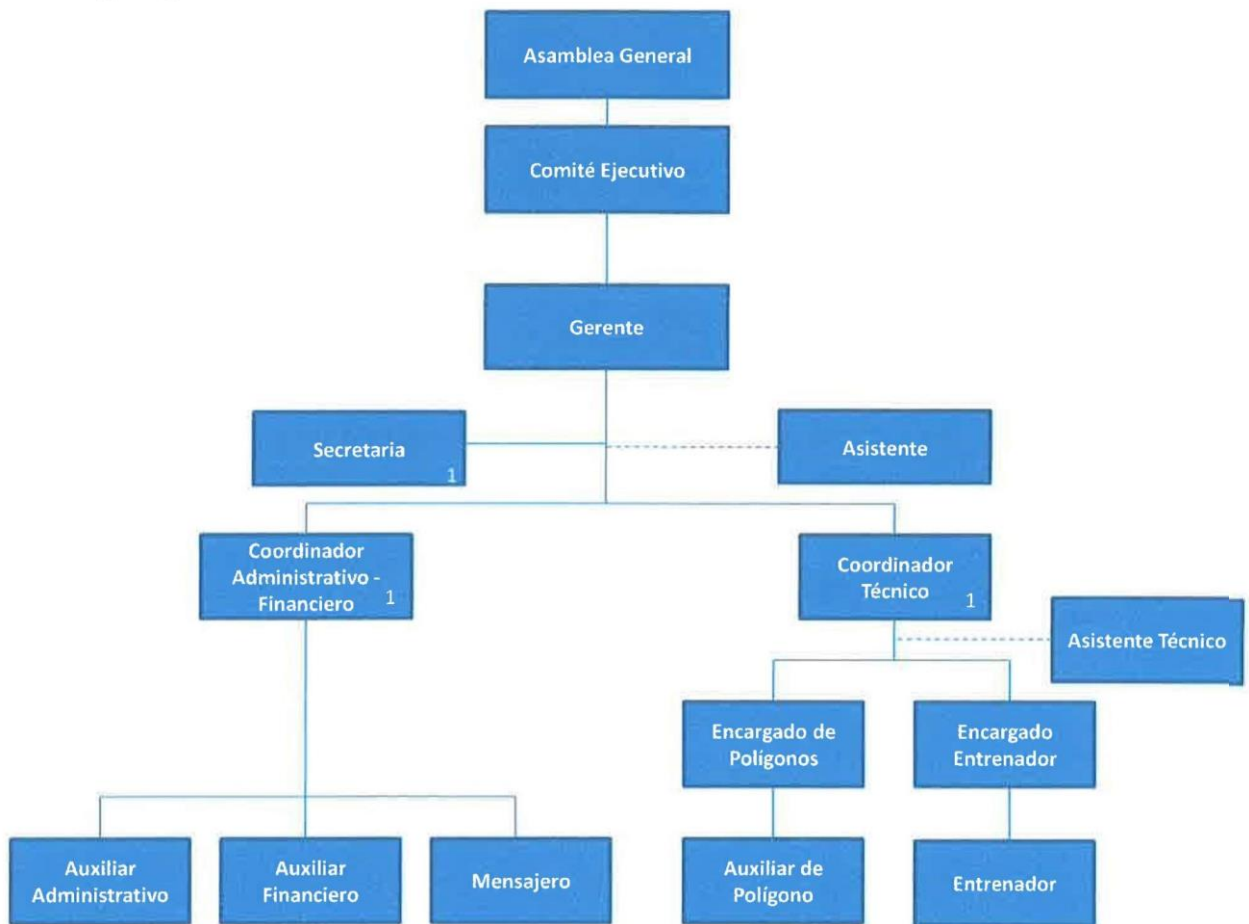 Asamblea General
Comité Ejecutivo
Gerente
Secretaria
1
Asistente
Coordinador
Administrativo -
Financiero
1
Coordinador
Técnico
1
Asistente Técnico
Encargado de
Polígonos
Encargado
Entrenador
Auxiliar
Administrativo
Auxiliar
Financiero
Mensajero
Auxiliar de
Polígono
Entrenador